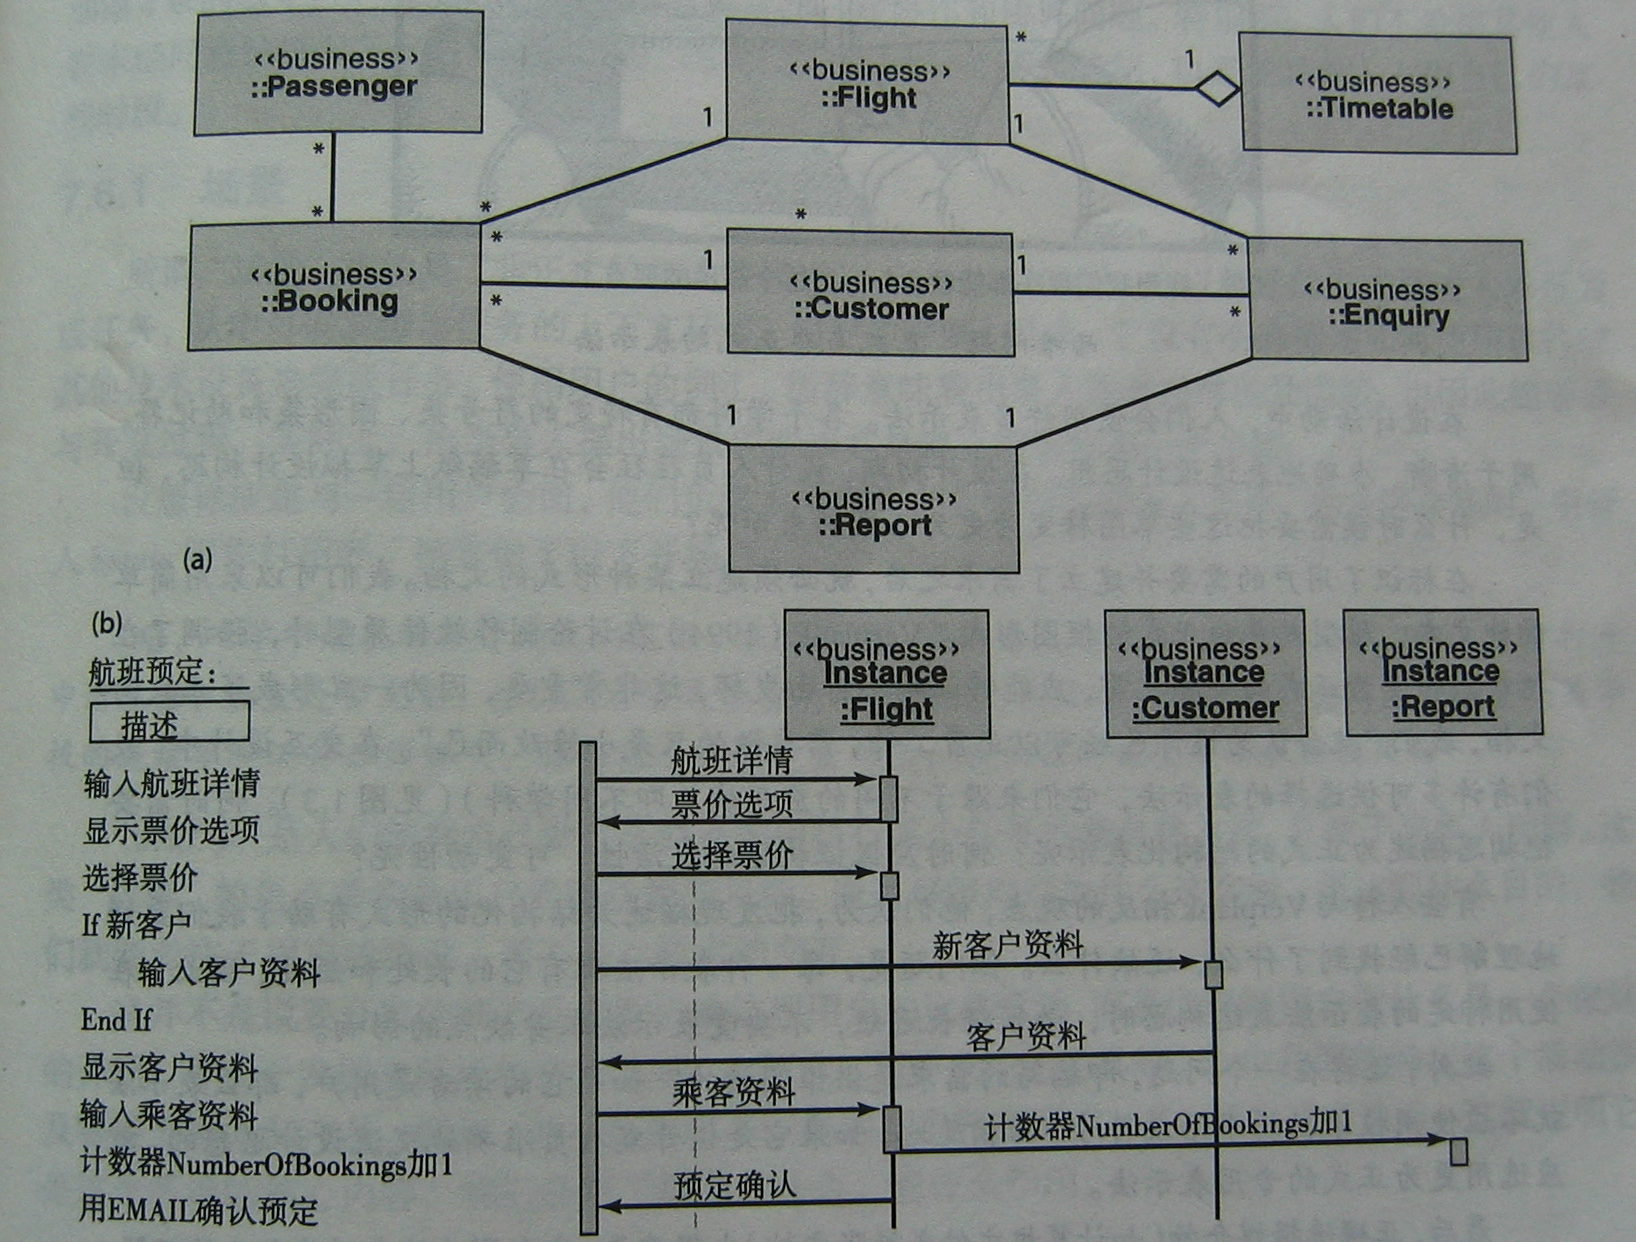 <<business>>
::Passenger
<<business>>
::Flight
<<business>>
::Timetable
*
1
1
1
*
*
*
*
*
<<business>>
::Booking
*
1
<<business>>
::Customer
1
*
*
*
<<business>>
::Enquiry
1
1
<<business>>
::Report
(a)
(b)
航班预定:
描述
输入航班详情
显示票价选项
选择票价
If 新客户
输入客户资料
End If
显示客户资料
输入乘客资料
计数器NumberOfBookings加1
用EMAIL确认预定
<<business>>
Instance
:Flight
<<business>>
Instance
:Customer
<<business>>
Instance
:Report
航班详情
票价选项
选择票价
新客户资料
客户资料
乘客资料
计数器NumberOfBookings加1
预定确认